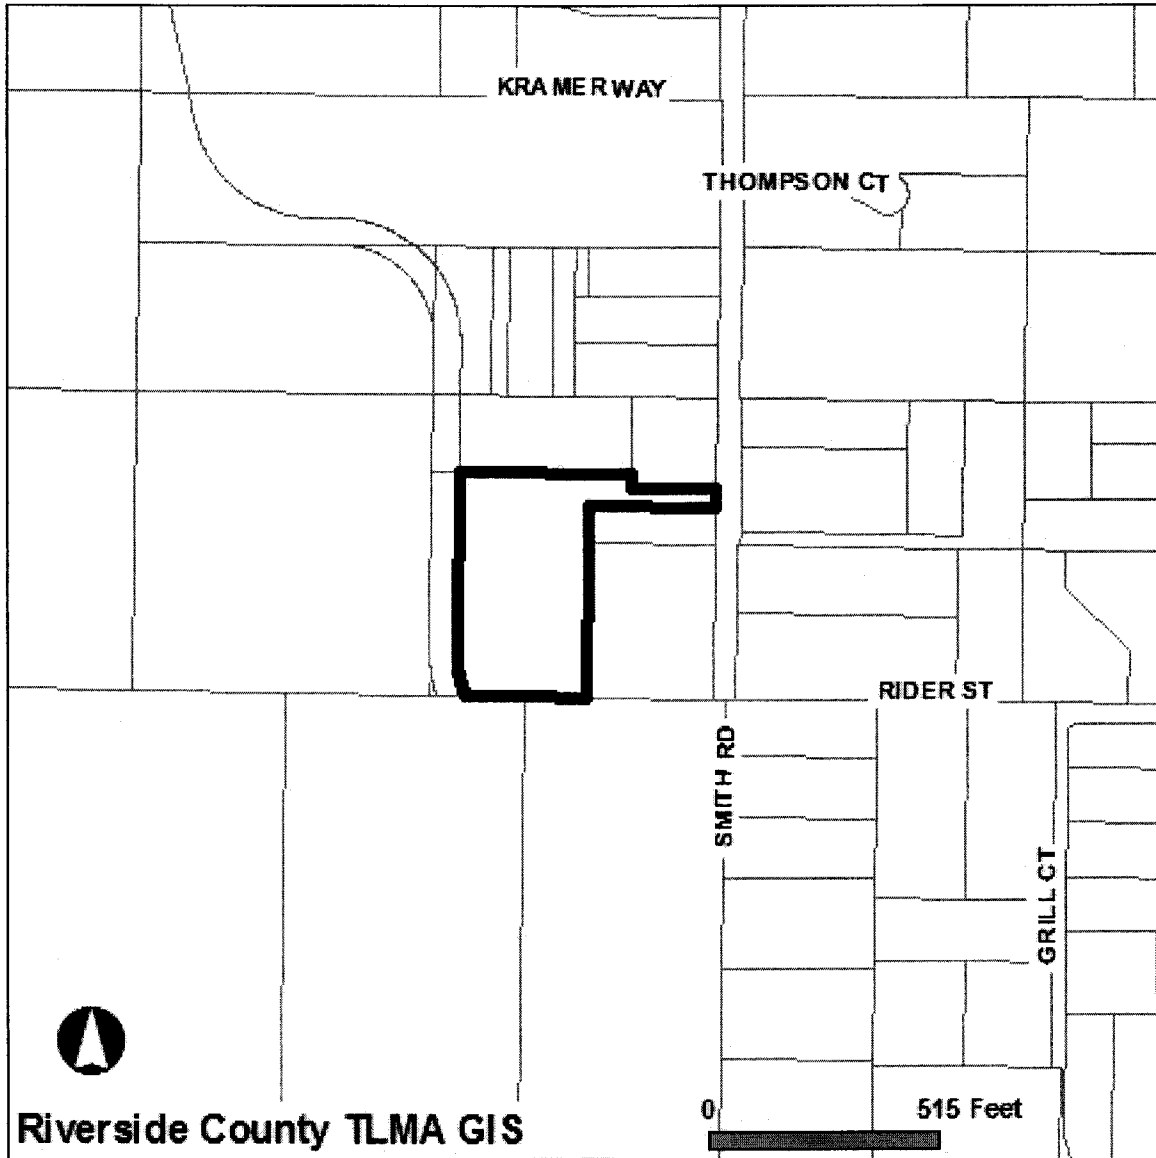 KRAMER WAY
THOMPSON CT
RIDER ST
SMITH RD
GRILL CT
0 515 Feet
Riverside County TLMA GIS